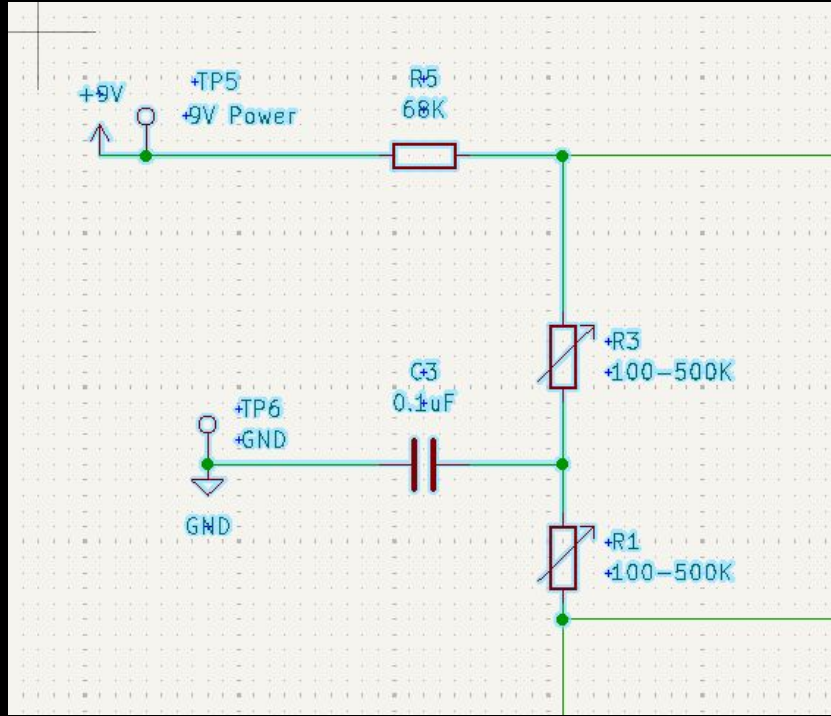 +9V
TP5
9V Power
R5
68K
R3
100-500K
C3
0.1uF
TP6
GND
GND
R1
100-500K